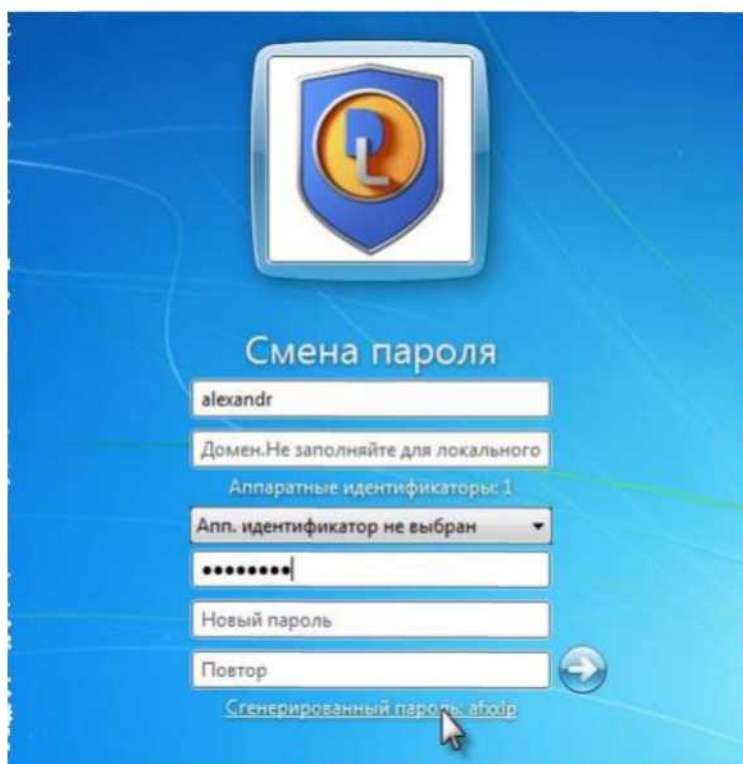 DL
Смена пароля
alexandr
Домен.Не заполняйте для локального
Аппаратные идентификаторы: 1
Апп. идентификатор не выбран
Новый пароль
Повтор
Сгенерированный пароль: